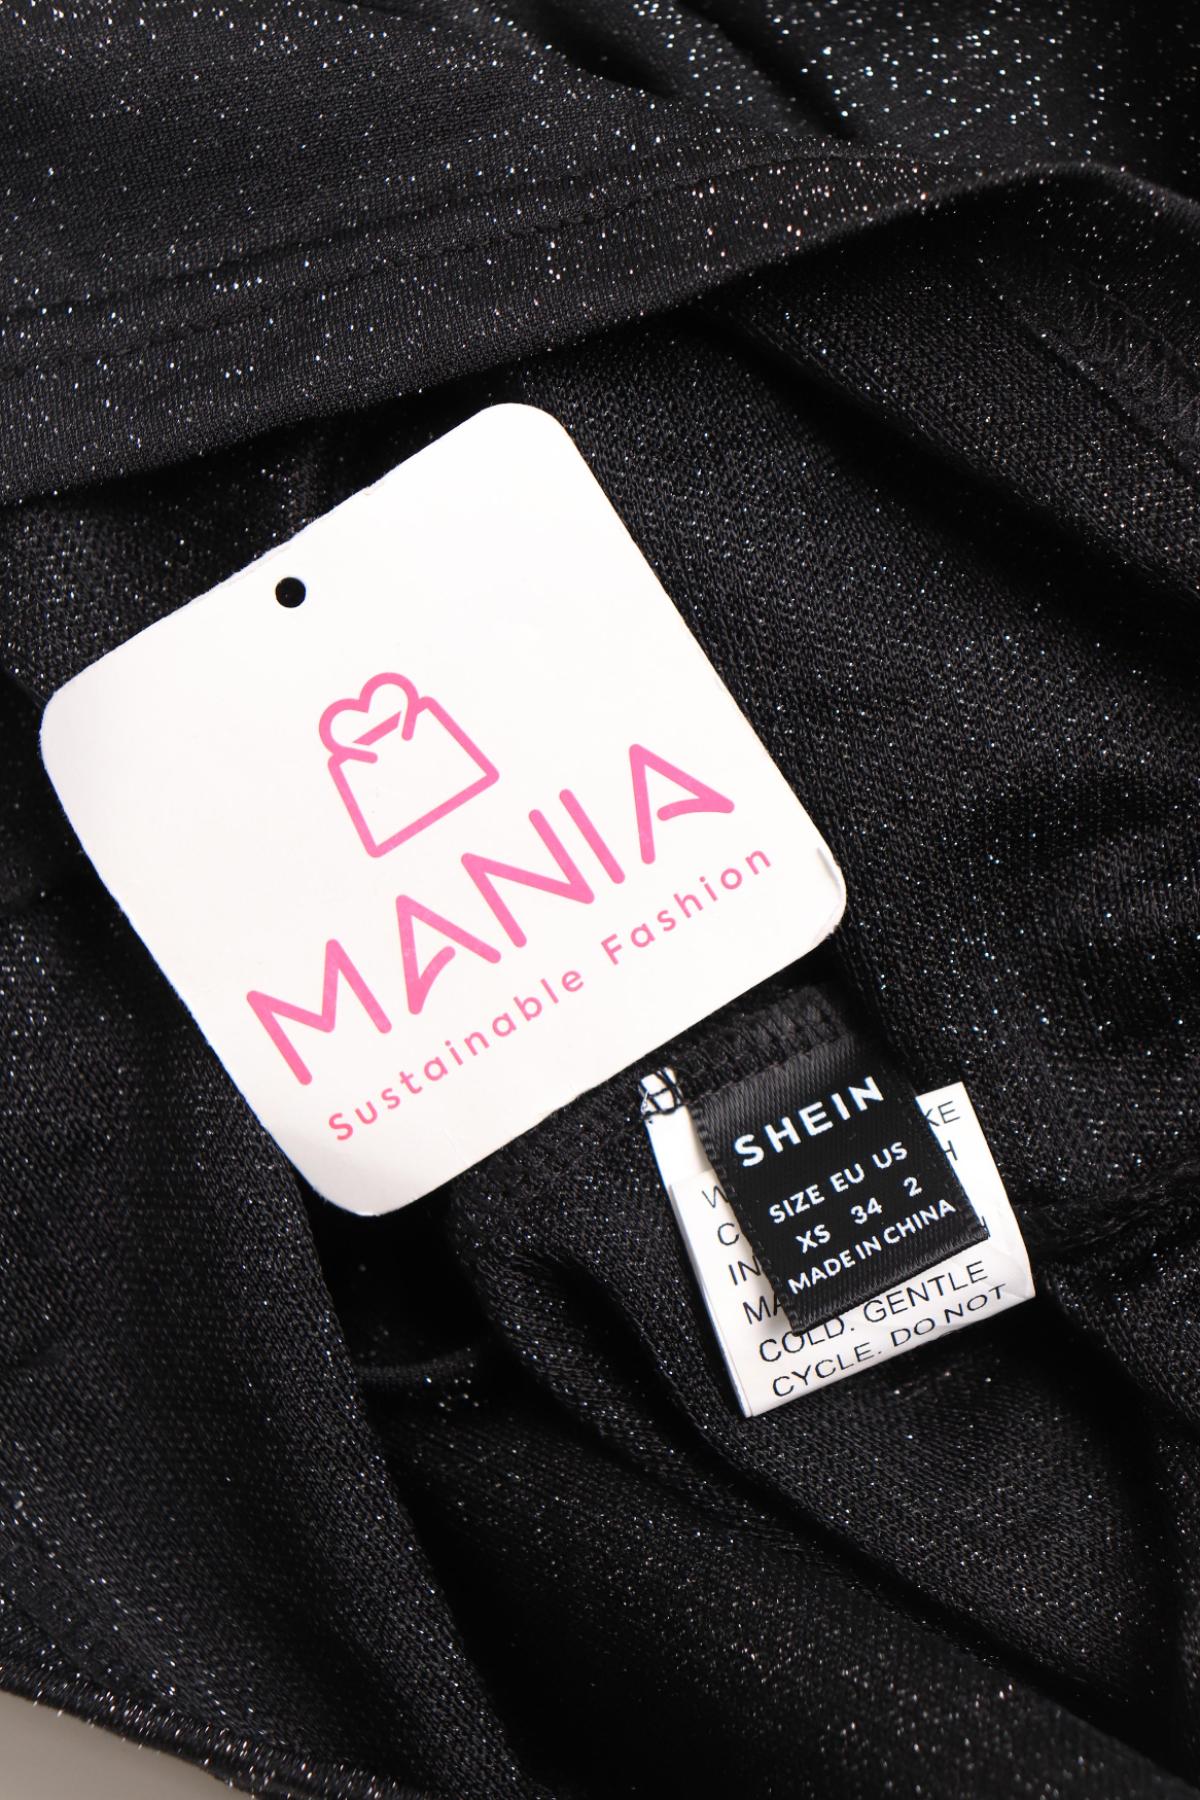 MANIA
Sustainable Fashion
SHEIN
SIZE EU US
XS 34 2
MADE IN CHINA
COLD. GENTLE
CYCLE. DO NOT